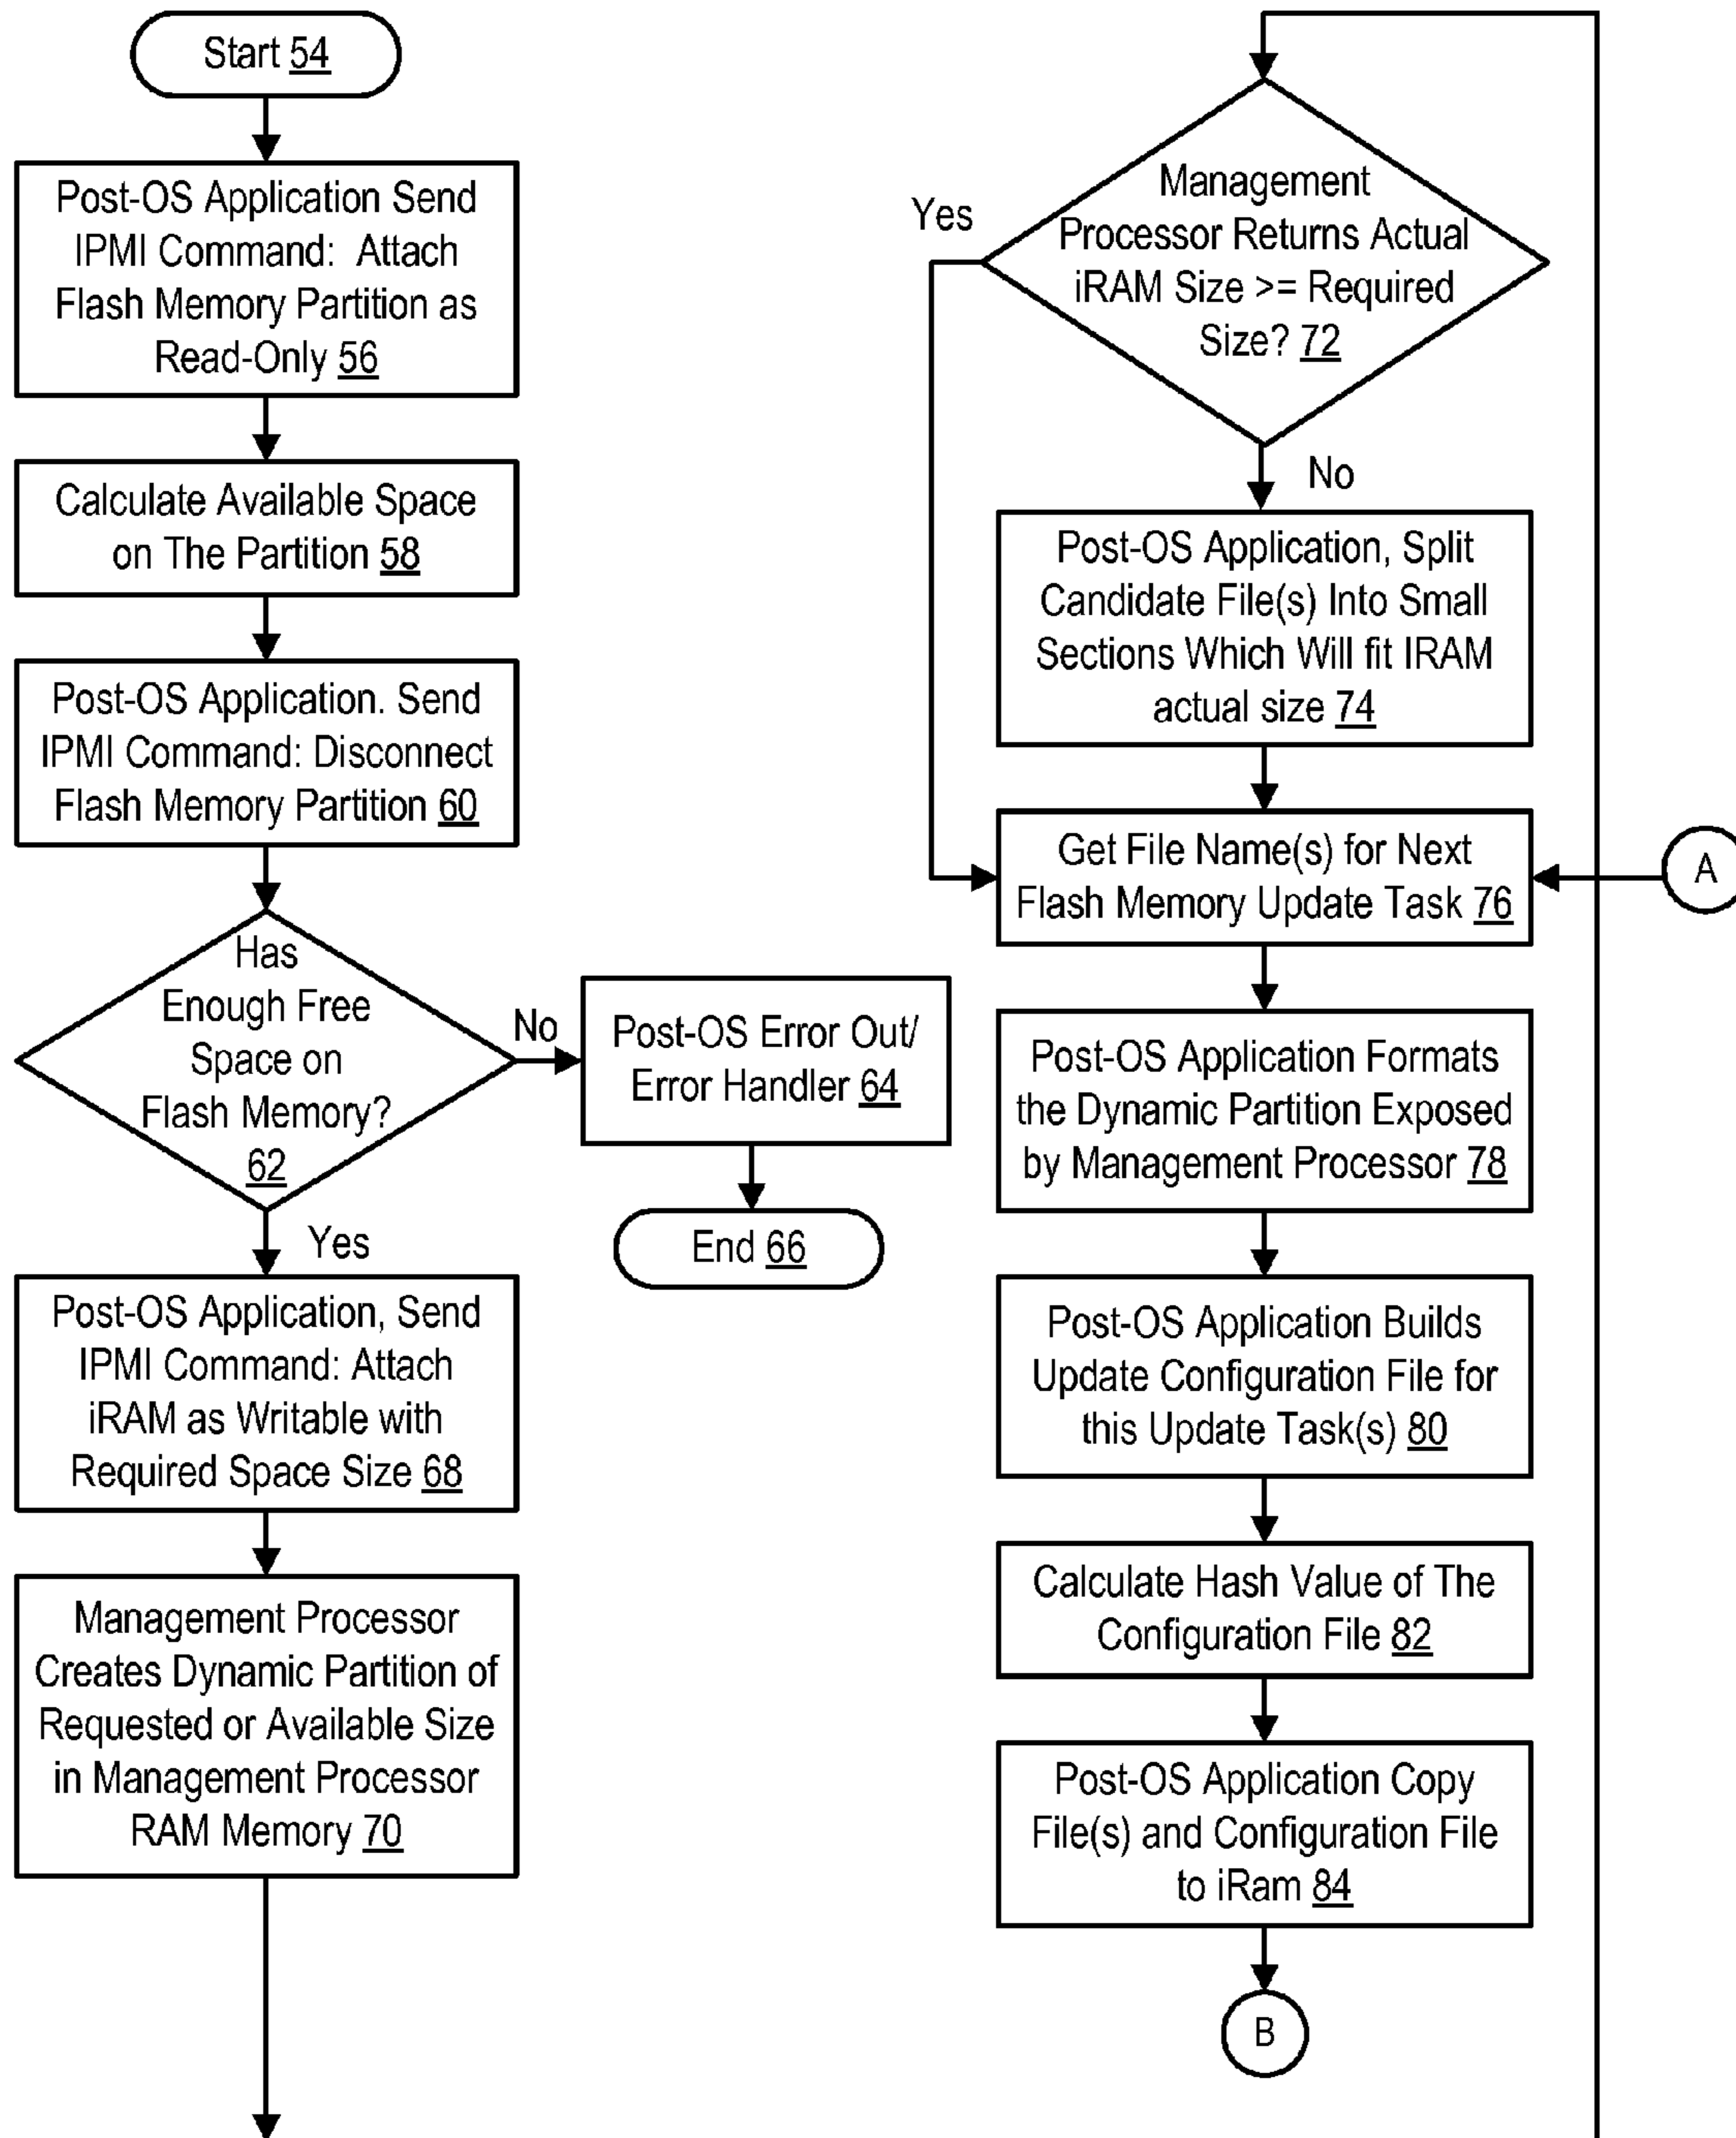 Start 54
Post-OS Application Send
IPMI Command: Attach
Flash Memory Partition as
Read-Only 56
Calculate Available Space
on The Partition 58
Post-OS Application. Send
IPMI Command: Disconnect
Flash Memory Partition 60
Has
Enough Free
Space on
Flash Memory?
62
No
Post-OS Error Out/
Error Handler 64
End 66
Yes
Post-OS Application, Send
IPMI Command: Attach
iRAM as Writable with
Required Space Size 68
Management Processor
Creates Dynamic Partition of
Requested or Available Size
in Management Processor
RAM Memory 70
Management
Processor Returns Actual
iRAM Size >= Required
Size? 72
Yes
No
Post-OS Application, Split
Candidate File(s) Into Small
Sections Which Will fit IRAM
actual size 74
Get File Name(s) for Next
Flash Memory Update Task 76
A
Post-OS Application Formats
the Dynamic Partition Exposed
by Management Processor 78
Post-OS Application Builds
Update Configuration File for
this Update Task(s) 80
Calculate Hash Value of The
Configuration File 82
Post-OS Application Copy
File(s) and Configuration File
to iRam 84
B